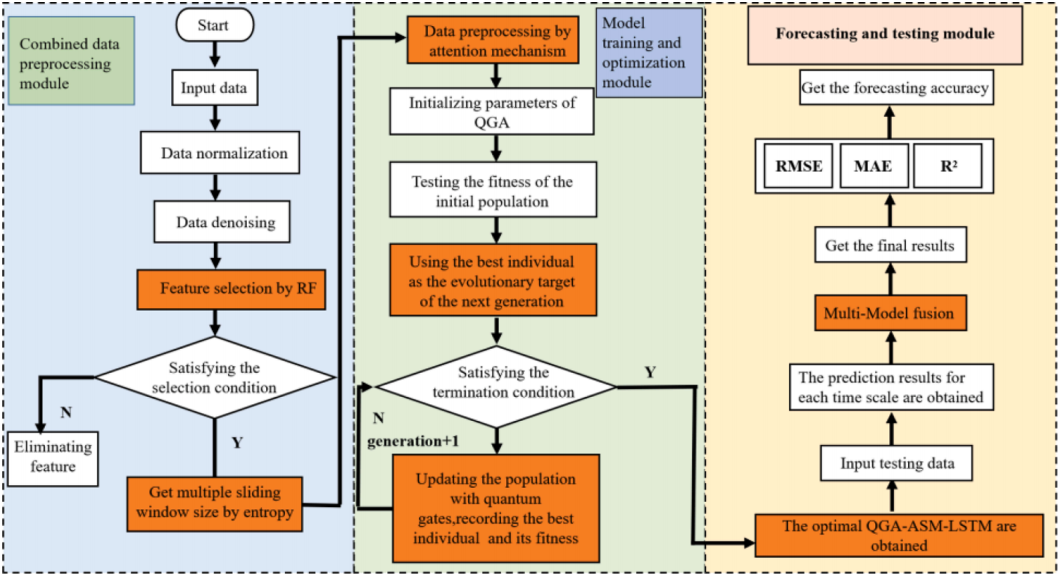 Combined data
preprocessing
module
Start
Input data
Data normalization
Data denoising
Feature selection by RF
Satisfying the
selection condition
N
Y
Eliminating
feature
Get multiple sliding
window size by entropy
Data preprocessing by
attention mechanism
Model
training and
optimization
module
Initializing parameters of
QGA
Testing the fitness of the
initial population
Using the best individual
as the evolutionary target
of the next generation
Satisfying the
termination condition
Y
N
generation+1
Updating the population
with quantum
gates,recording the best
individual and its fitness
Forecasting and testing module
Get the forecasting accuracy
RMSE MAE R²
Get the final results
Multi-Model fusion
The prediction results for
each time scale are obtained
Input testing data
The optimal QGA-ASM-LSTM are
obtained